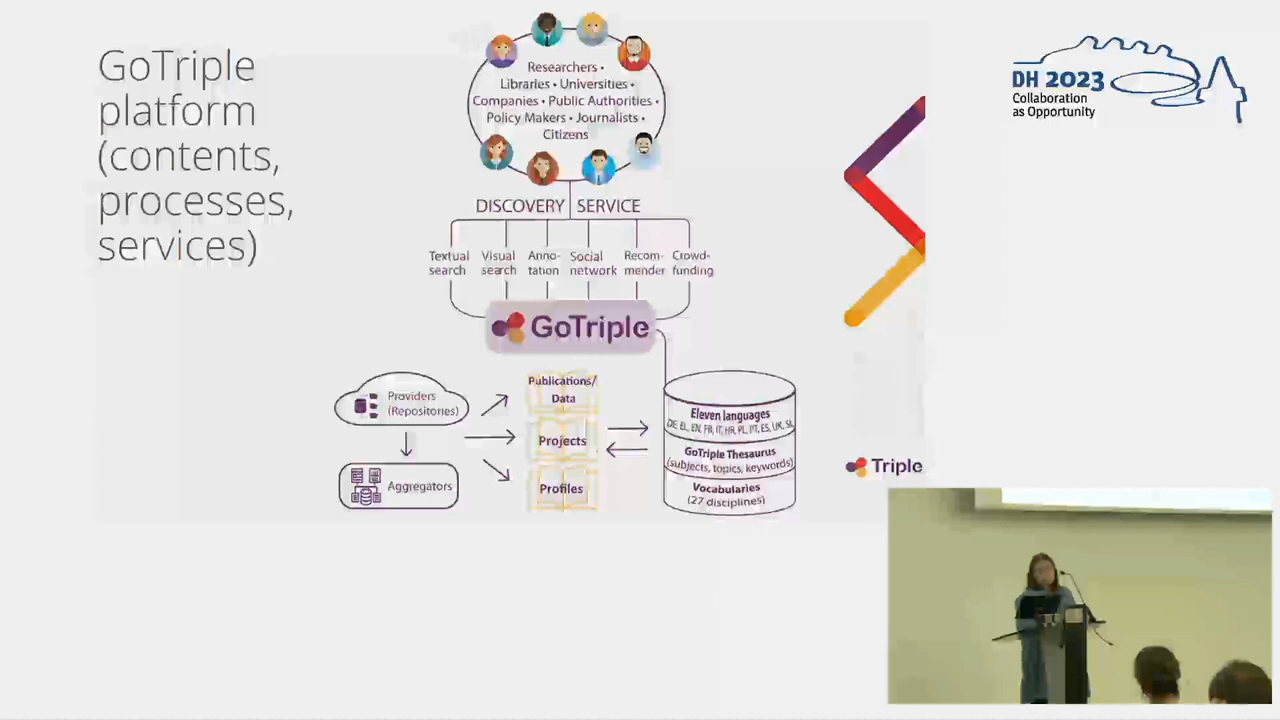 GoTriple
platform
(contents,
processes,
services)
Researchers •
Libraries • Universities •
Companies • Public Authorities •
Policy Makers • Journalists •
Citizens
DISCOVERY SERVICE
Textual
search
Visual
search
Anno-
tation
Social
network
Recom-
mender
Crowd-
funding
GoTriple
Providers
(Repositories)
Aggregators
Publications/
Data
Projects
Profiles
Eleven languages
DE, EL, EN, FR, IT, HR, PL, PT, ES, UK, SL
GoTriple Thesaurus
(subjects, topics, keywords)
Vocabularies
(27 disciplines)
Triple
DH 2023
Collaboration
as Opportunity